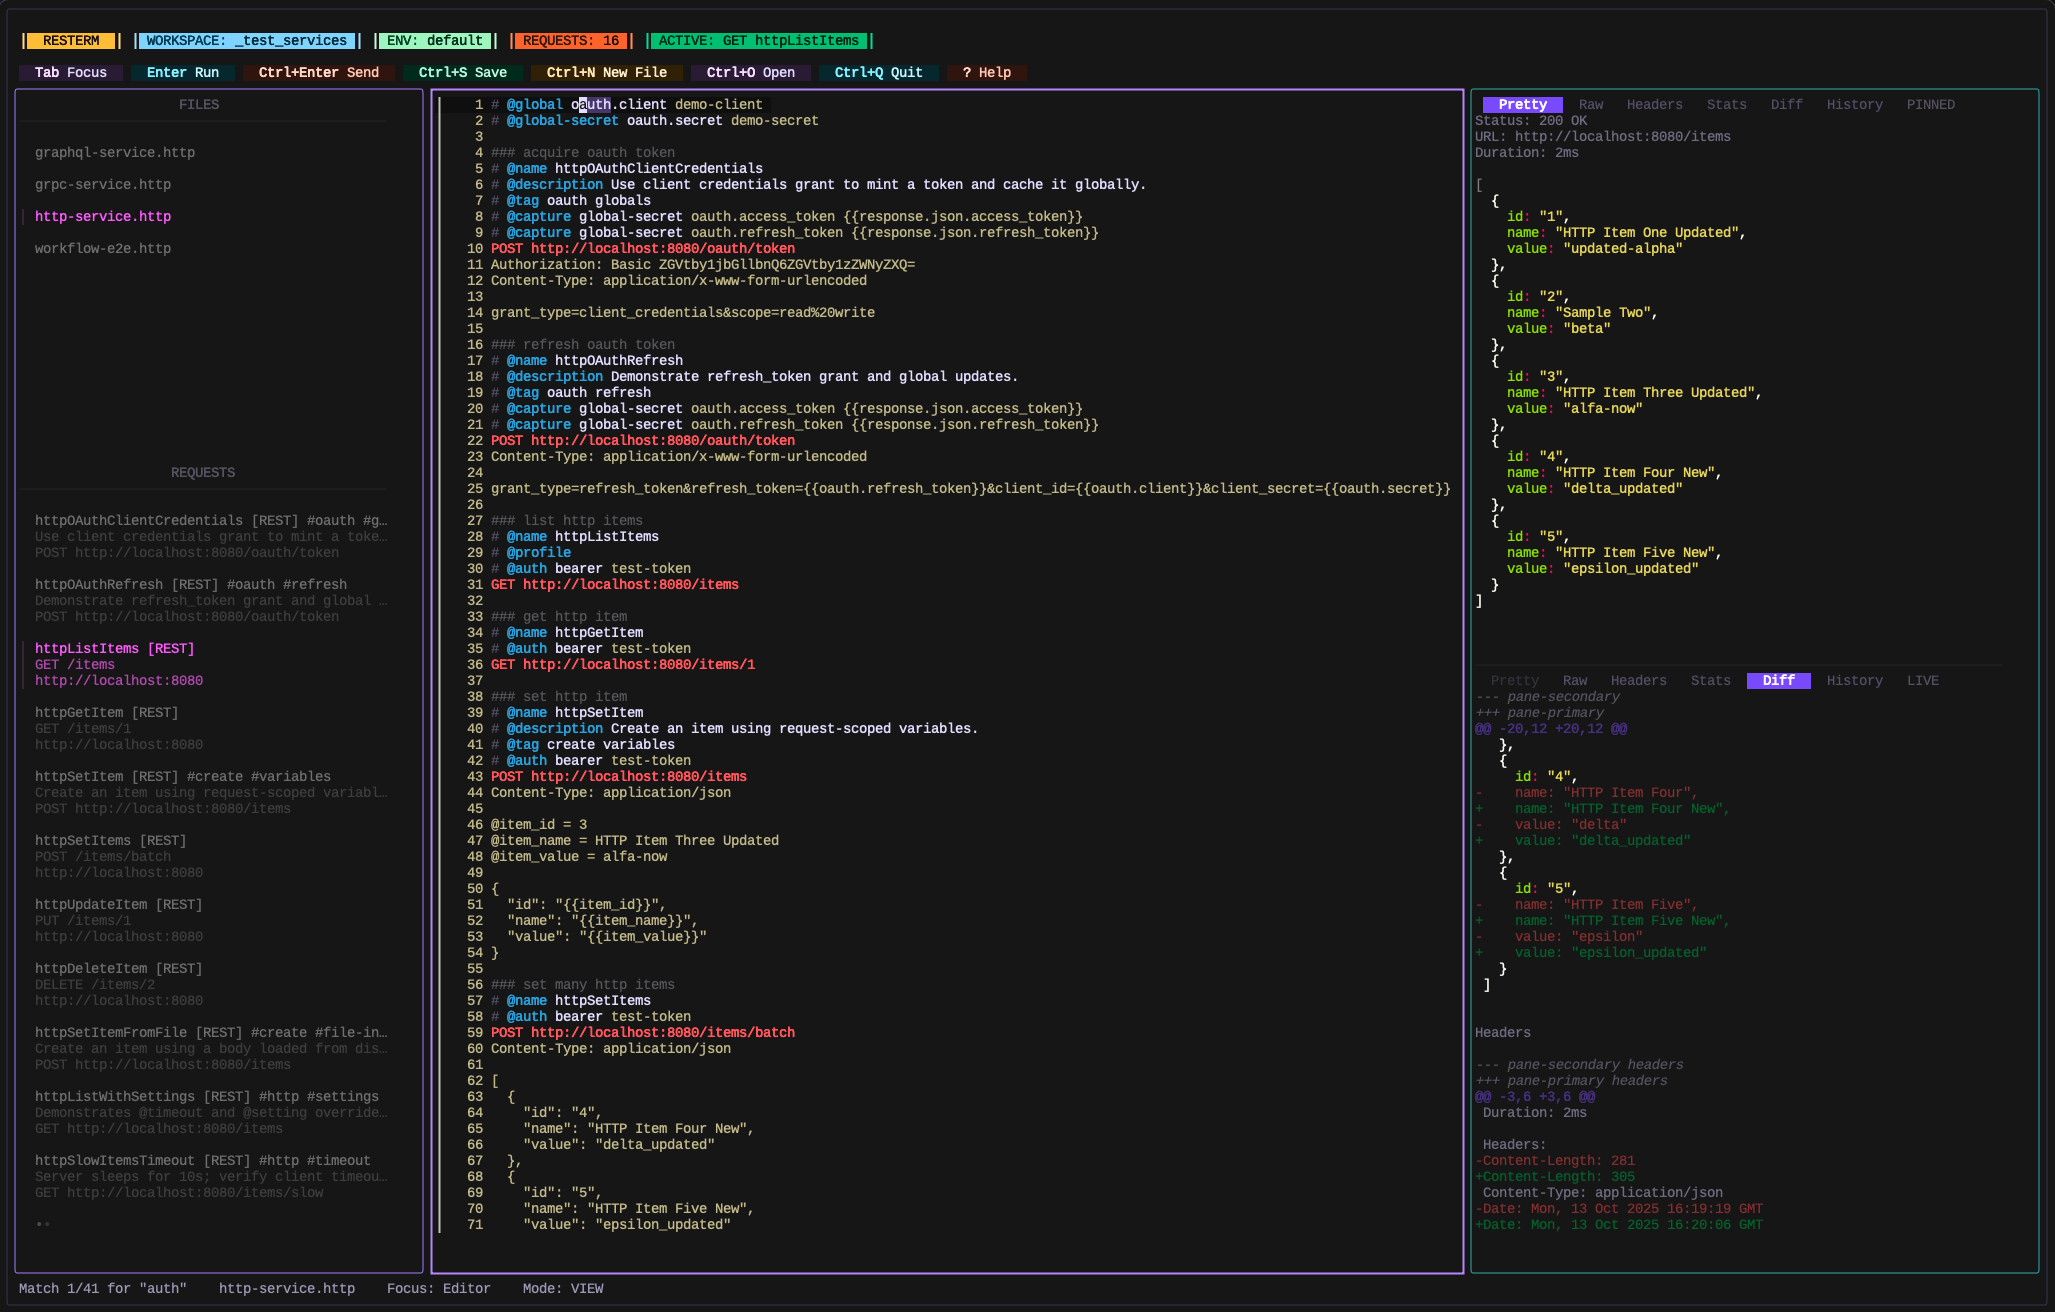 RESTERM WORKSPACE: _test_services ENV: default REQUESTS: 16 ACTIVE: GET httpListItems
Tab Focus Enter Run Ctrl+Enter Send Ctrl+S Save Ctrl+N New File Ctrl+O Open Ctrl+Q Quit ? Help
FILES
graphql-service.http
grpc-service.http
http-service.http
workflow-e2e.http
REQUESTS
httpOAuthClientCredentials [REST] #oauth #g…
Use client credentials grant to mint a toke…
POST http://localhost:8080/oauth/token
httpOAuthRefresh [REST] #oauth #refresh
Demonstrate refresh_token grant and global …
POST http://localhost:8080/oauth/token
httpListItems [REST]
GET /items
http://localhost:8080
httpGetItem [REST]
GET /items/1
http://localhost:8080
httpSetItem [REST] #create #variables
Create an item using request-scoped variabl…
POST http://localhost:8080/items
httpSetItems [REST]
POST /items/batch
http://localhost:8080
httpUpdateItem [REST]
PUT /items/1
http://localhost:8080
httpDeleteItem [REST]
DELETE /items/2
http://localhost:8080
httpSetItemFromFile [REST] #create #file-in…
Create an item using a body loaded from dis…
POST http://localhost:8080/items
httpListWithSettings [REST] #http #settings
Demonstrates @timeout and @setting override…
GET http://localhost:8080/items
httpSlowItemsTimeout [REST] #http #timeout
Server sleeps for 10s; verify client timeou…
GET http://localhost:8080/items/slow
••
1 # @global oauth.client demo-client
2 # @global-secret oauth.secret demo-secret
3
4 ### acquire oauth token
5 # @name httpOAuthClientCredentials
6 # @description Use client credentials grant to mint a token and cache it globally.
7 # @tag oauth globals
8 # @capture global-secret oauth.access_token {{response.json.access_token}}
9 # @capture global-secret oauth.refresh_token {{response.json.refresh_token}}
10 POST http://localhost:8080/oauth/token
11 Authorization: Basic ZGVtby1jbGllbnQ6ZGVtby1zZWNyZXQ=
12 Content-Type: application/x-www-form-urlencoded
13
14 grant_type=client_credentials&scope=read%20write
15
16 ### refresh oauth token
17 # @name httpOAuthRefresh
18 # @description Demonstrate refresh_token grant and global updates.
19 # @tag oauth refresh
20 # @capture global-secret oauth.access_token {{response.json.access_token}}
21 # @capture global-secret oauth.refresh_token {{response.json.refresh_token}}
22 POST http://localhost:8080/oauth/token
23 Content-Type: application/x-www-form-urlencoded
24
25 grant_type=refresh_token&refresh_token={{oauth.refresh_token}}&client_id={{oauth.client}}&client_secret={{oauth.secret}}
26
27 ### list http items
28 # @name httpListItems
29 # @profile
30 # @auth bearer test-token
31 GET http://localhost:8080/items
32
33 ### get http item
34 # @name httpGetItem
35 # @auth bearer test-token
36 GET http://localhost:8080/items/1
37
38 ### set http item
39 # @name httpSetItem
40 # @description Create an item using request-scoped variables.
41 # @tag create variables
42 # @auth bearer test-token
43 POST http://localhost:8080/items
44 Content-Type: application/json
45
46 @item_id = 3
47 @item_name = HTTP Item Three Updated
48 @item_value = alfa-now
49
50 {
51 "id": "{{item_id}}",
52 "name": "{{item_name}}",
53 "value": "{{item_value}}"
54 }
55
56 ### set many http items
57 # @name httpSetItems
58 # @auth bearer test-token
59 POST http://localhost:8080/items/batch
60 Content-Type: application/json
61
62 [
63 {
64 "id": "4",
65 "name": "HTTP Item Four New",
66 "value": "delta_updated"
67 },
68 {
69 "id": "5",
70 "name": "HTTP Item Five New",
71 "value": "epsilon_updated"
Pretty Raw Headers Stats Diff History PINNED
Status: 200 OK
URL: http://localhost:8080/items
Duration: 2ms
[
{
id: "1",
name: "HTTP Item One Updated",
value: "updated-alpha"
},
{
id: "2",
name: "Sample Two",
value: "beta"
},
{
id: "3",
name: "HTTP Item Three Updated",
value: "alfa-now"
},
{
id: "4",
name: "HTTP Item Four New",
value: "delta_updated"
},
{
id: "5",
name: "HTTP Item Five New",
value: "epsilon_updated"
}
]
Pretty Raw Headers Stats Diff History LIVE
--- pane-secondary
+++ pane-primary
@@ -20,12 +20,12 @@
},
{
id: "4",
- name: "HTTP Item Four",
+ name: "HTTP Item Four New",
- value: "delta"
+ value: "delta_updated"
},
{
id: "5",
- name: "HTTP Item Five",
+ name: "HTTP Item Five New",
- value: "epsilon"
+ value: "epsilon_updated"
}
]
Headers
--- pane-secondary headers
+++ pane-primary headers
@@ -3,6 +3,6 @@
Duration: 2ms
Headers:
-Content-Length: 281
+Content-Length: 305
Content-Type: application/json
-Date: Mon, 13 Oct 2025 16:19:19 GMT
+Date: Mon, 13 Oct 2025 16:20:06 GMT
Match 1/41 for "auth" http-service.http Focus: Editor Mode: VIEW